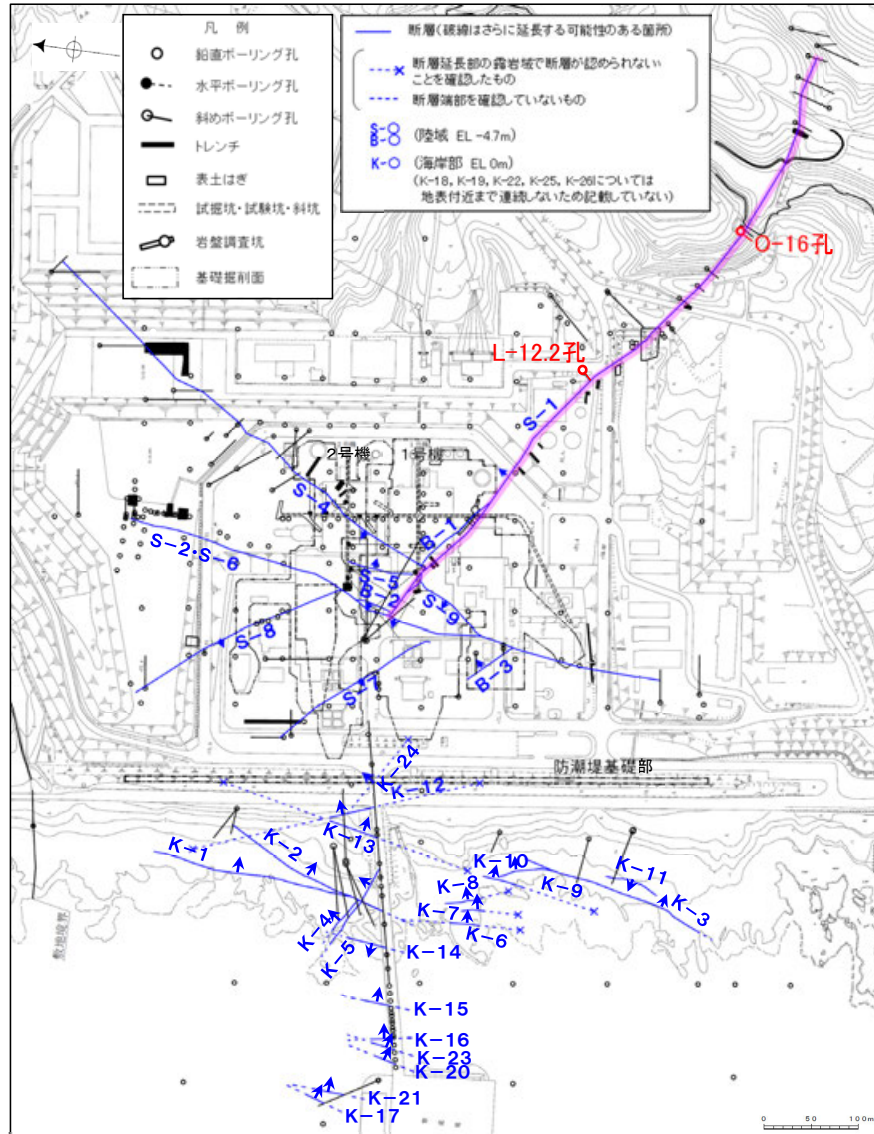 凡 例
鉛直ボーリング孔
水平ボーリング孔
斜めボーリング孔
トレンチ
表土はぎ
試掘坑・試験坑・斜坑
岩盤調査坑
基礎掘削面
断層(破線はさらに延長する可能性のある箇所)
断層延長部の露岩域で断層が認められない
ことを確認したもの
断層端部を確認していないもの
S-○
B-○
(陸域 EL -4.7m)
K-○
(海岸部 EL 0m)
(K-18, K-19, K-22, K-25, K-26については
地表付近まで連続しないため記載していない)
O-16孔
L-12.2孔
S-1
2号機
1号機
S-4
B-1
S-2・S-6
S-5
B-2
S-9
S-8
S-7
B-3
防潮堤基礎部
K-24
K-12
K-13
K-1
K-2
K-10
K-11
K-8
K-9
K-3
K-7
K-6
K-4
K-5
K-14
敷地境界
K-15
K-16
K-23
K-20
K-21
K-17
0 50 100m